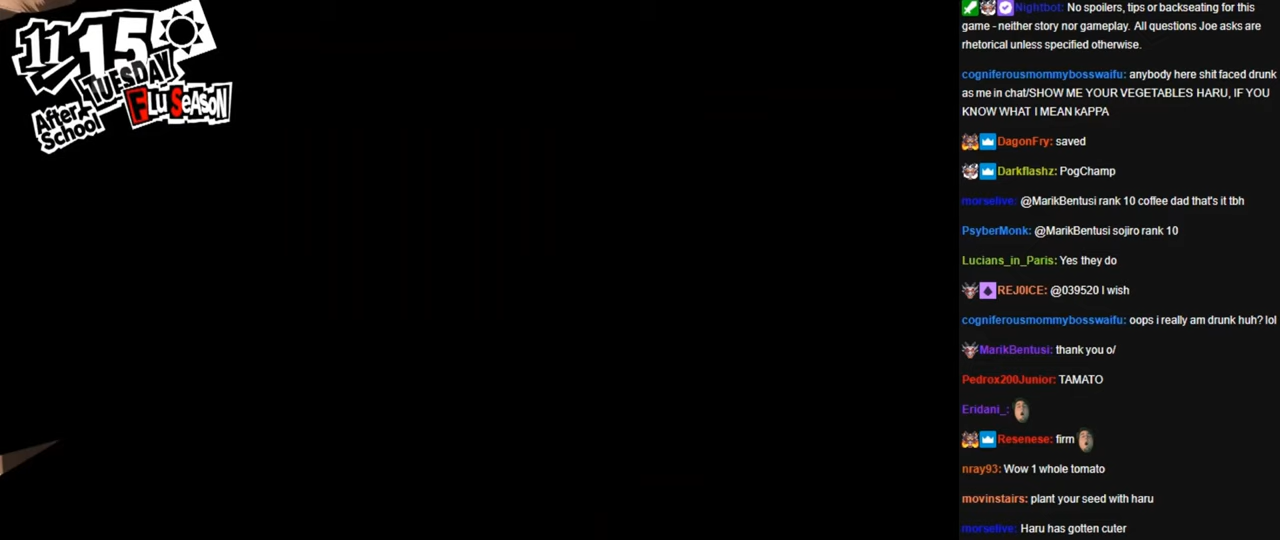 11/15
TUESDAY
After School
Flu SeASoN
Nightbot: No spoilers, tips or backseating for this
game - neither story nor gameplay. All questions Joe asks are
rhetorical unless specified otherwise.
cogniferousmommybosswaifu: anybody here shit faced drunk
as me in chat/SHOW ME YOUR VEGETABLES HARU, IF YOU
KNOW WHAT I MEAN kAPPA
DagonFry: saved
Darkflashz: PogChamp
morselive: @MarikBentusi rank 10 coffee dad that's it tbh
PsyberMonk: @MarikBentusi sojiro rank 10
Lucians_in_Paris: Yes they do
REJ0ICE: @039520 I wish
cogniferousmommybosswaifu: oops i really am drunk huh? lol
MarikBentusi: thank you o/
Pedrox200Junior: TAMATO
Eridani_:
Resenese: firm
nray93: Wow 1 whole tomato
movinstairs: plant your seed with haru
morselive: Haru has gotten cuter